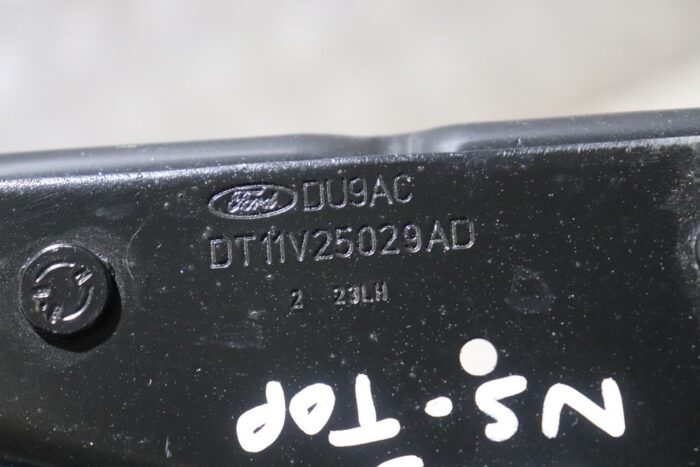 Ford DU9AC
DT11V25029AD
2 23LH
NS-TOP